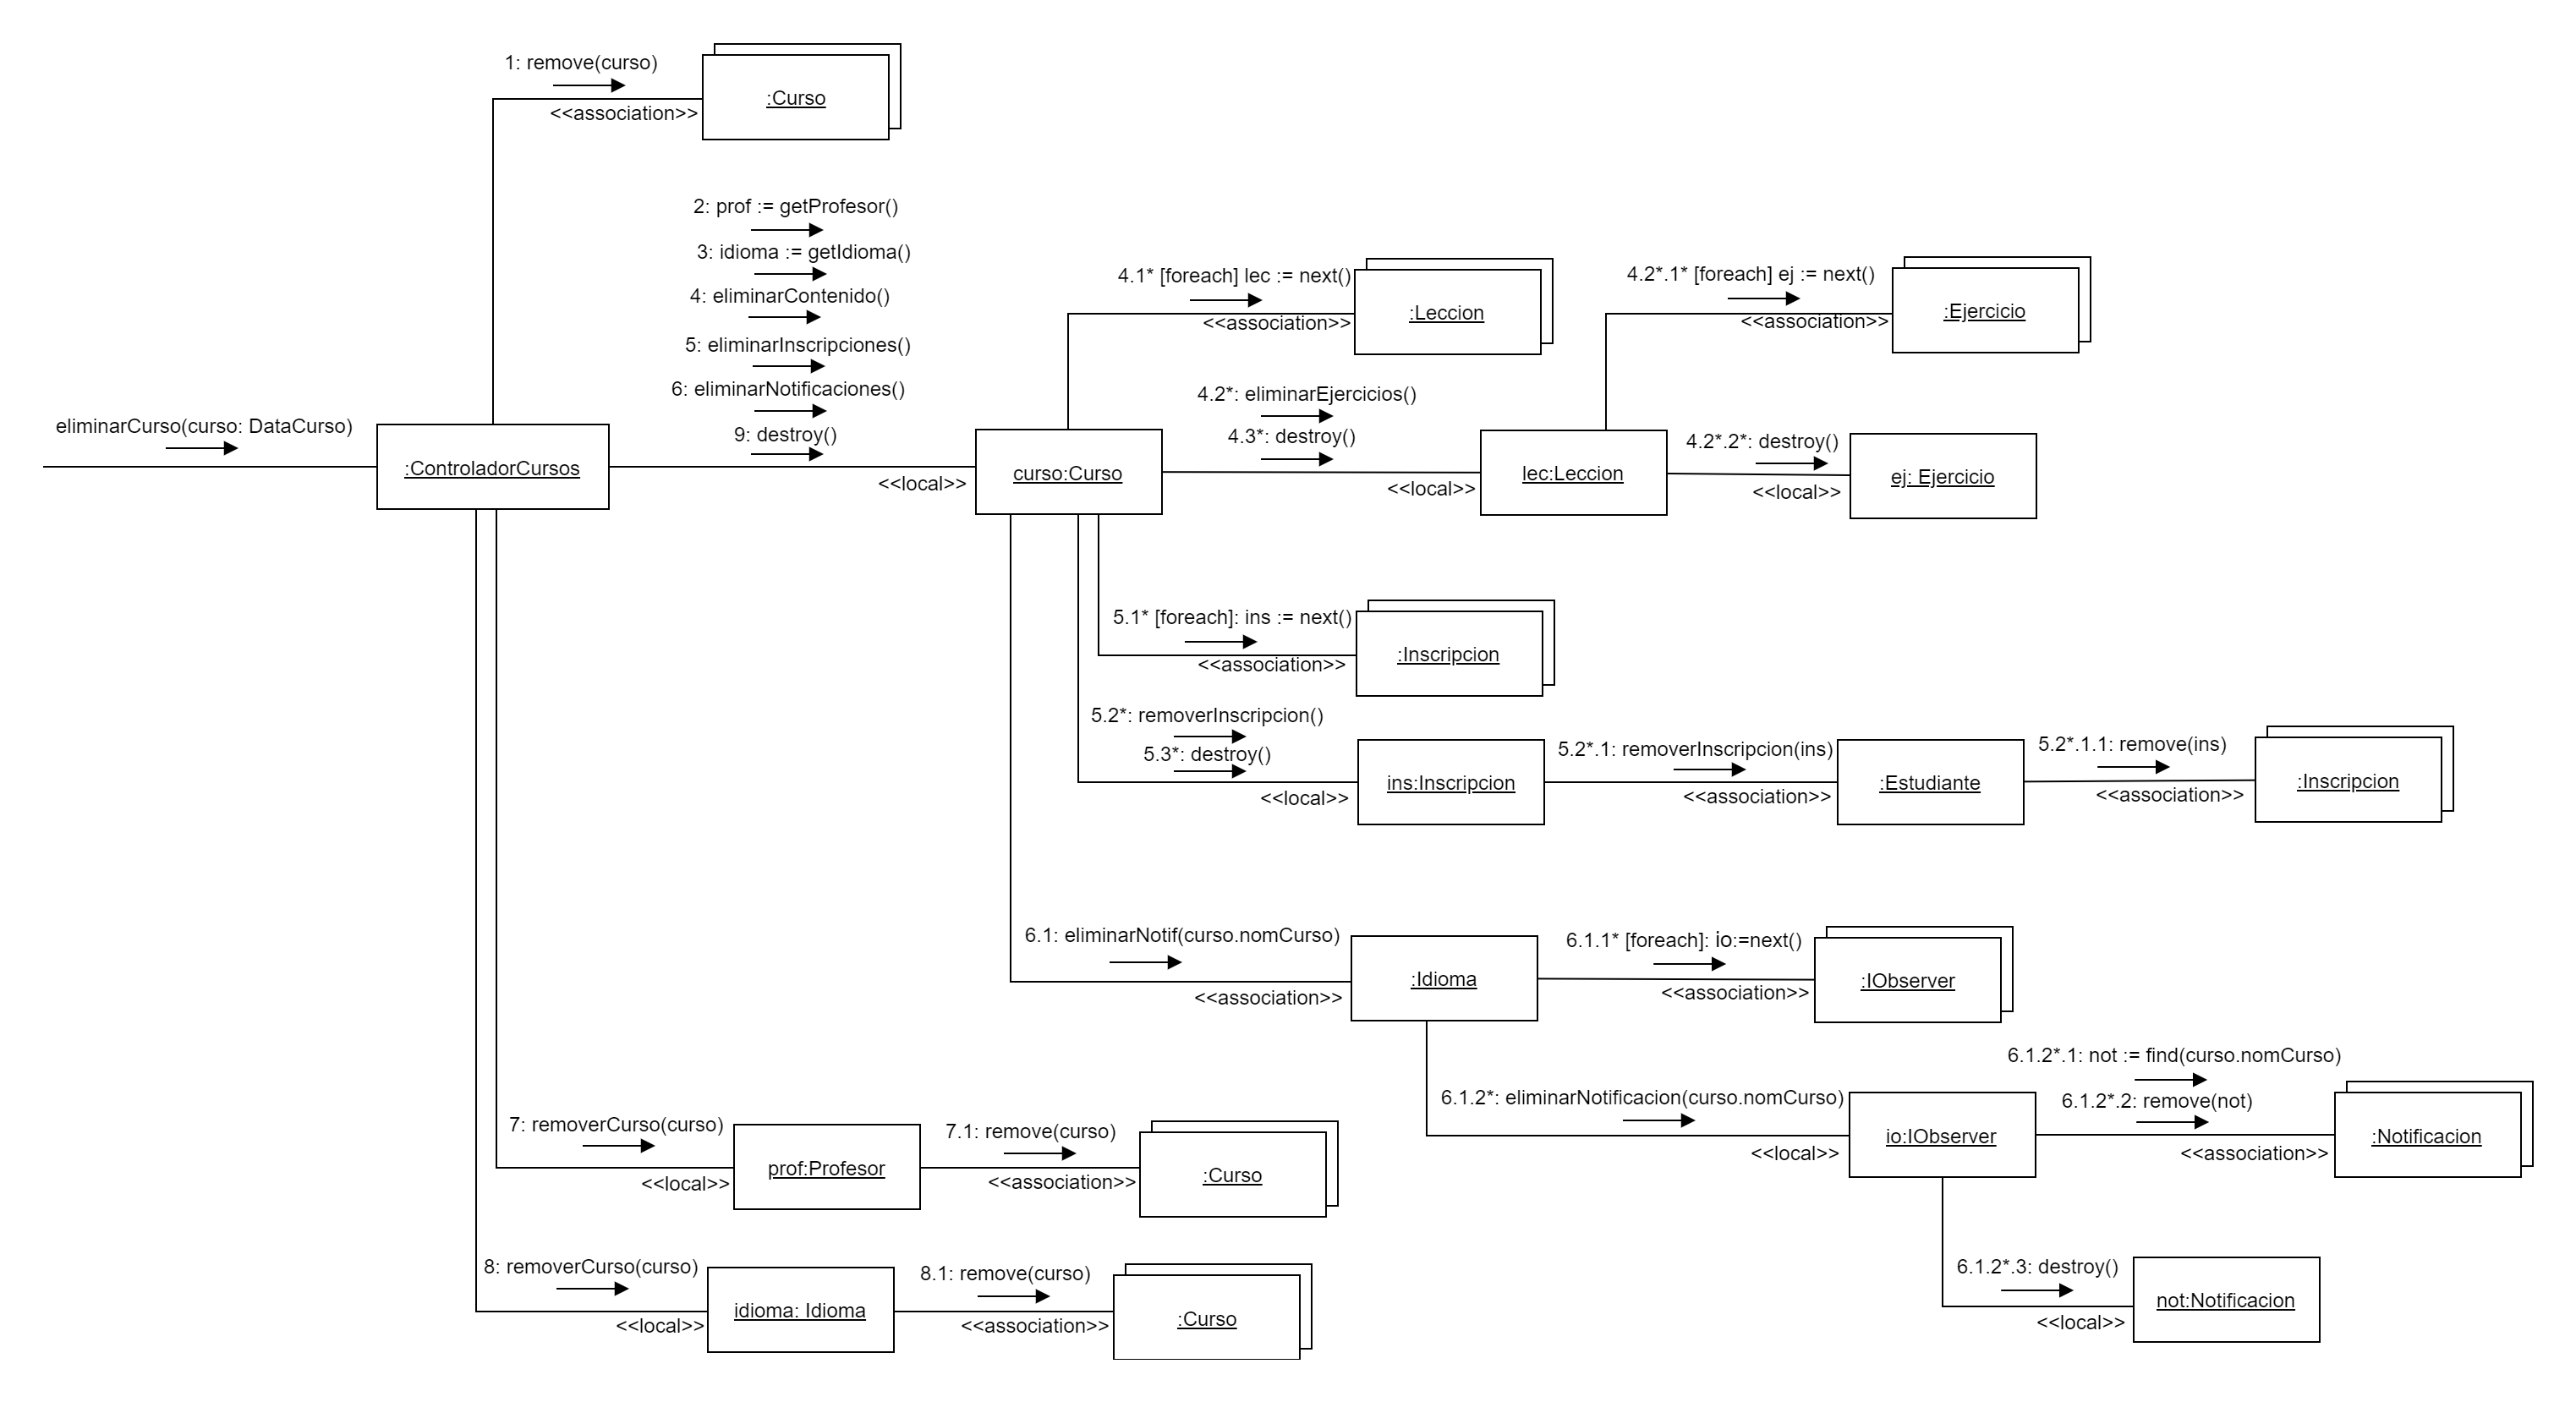 1: remove(curso)
<<association>>
:Curso
2: prof := getProfesor()
3: idioma := getIdioma()
4: eliminarContenido()
5: eliminarInscripciones()
6: eliminarNotificaciones()
9: destroy()
<<local>>
eliminarCurso(curso: DataCurso)
:ControladorCursos
curso:Curso
4.1* [foreach] lec := next()
<<association>>
:Leccion
4.2*.1* [foreach] ej := next()
<<association>>
:Ejercicio
4.2*: eliminarEjercicios()
4.3*: destroy()
<<local>>
lec:Leccion
4.2*.2*: destroy()
<<local>>
ej: Ejercicio
5.1* [foreach]: ins := next()
<<association>>
:Inscripcion
5.2*: removerInscripcion()
5.3*: destroy()
<<local>>
ins:Inscripcion
5.2*.1: removerInscripcion(ins)
<<association>>
:Estudiante
5.2*.1.1: remove(ins)
<<association>>
:Inscripcion
6.1: eliminarNotif(curso.nomCurso)
<<association>>
:Idioma
6.1.1* [foreach]: io:=next()
<<association>>
:IObserver
6.1.2*: eliminarNotificacion(curso.nomCurso)
<<local>>
io:IObserver
6.1.2*.1: not := find(curso.nomCurso)
6.1.2*.2: remove(not)
<<association>>
:Notificacion
6.1.2*.3: destroy()
<<local>>
not:Notificacion
7: removerCurso(curso)
<<local>>
prof:Profesor
7.1: remove(curso)
<<association>>
:Curso
8: removerCurso(curso)
<<local>>
idioma: Idioma
8.1: remove(curso)
<<association>>
:Curso